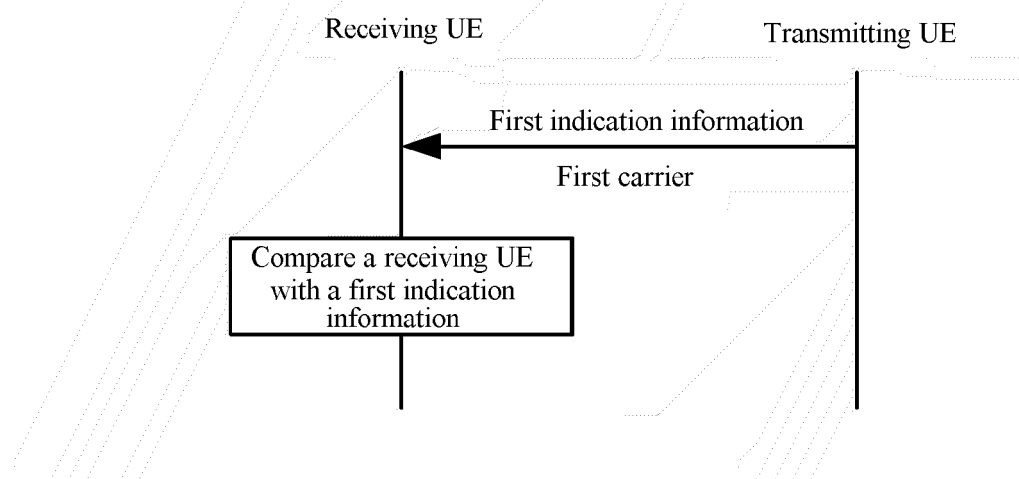 Receiving UE
Transmitting UE
First indication information
First carrier
Compare a receiving UE
with a first indication
information